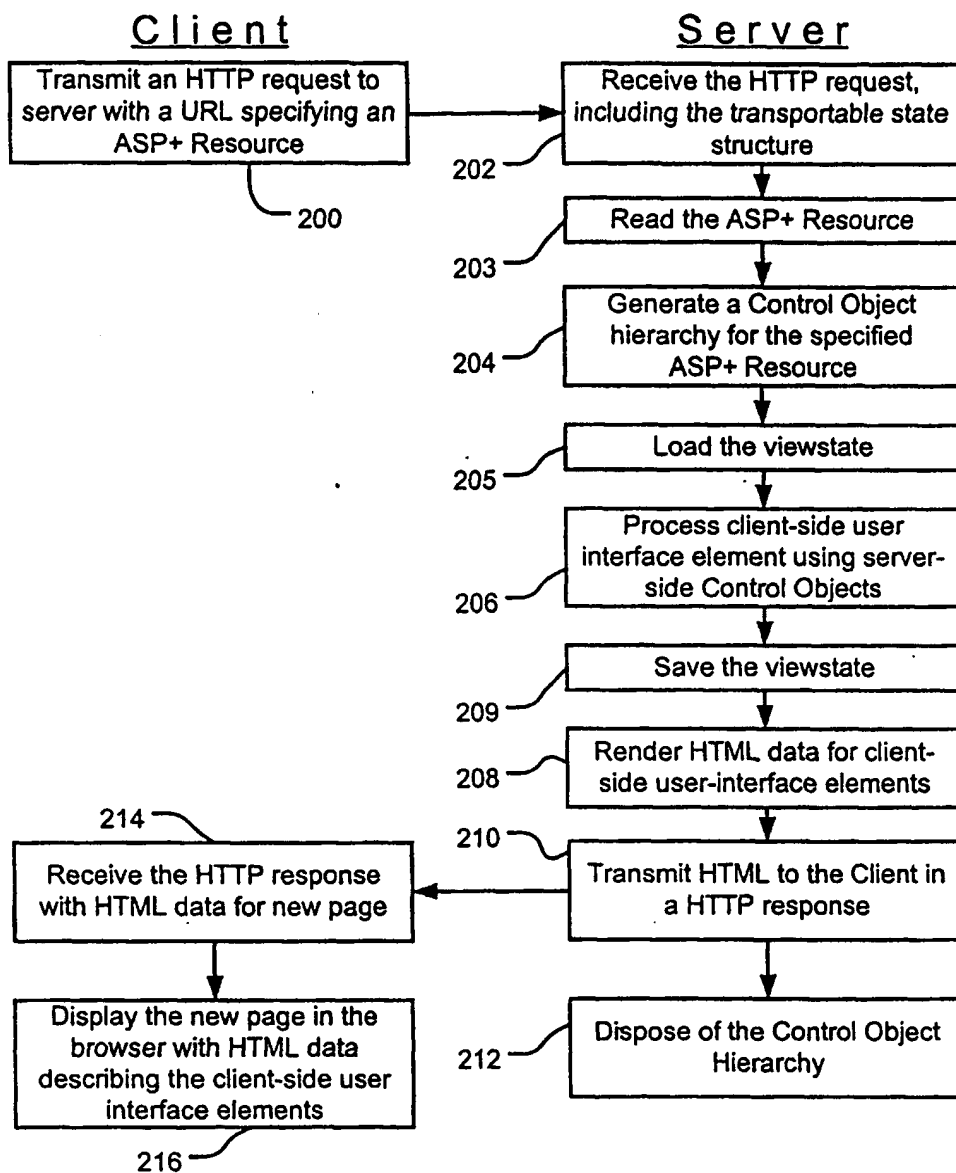 Client
Server
Transmit an HTTP request to
server with a URL specifying an
ASP+ Resource
200
Receive the HTTP request,
including the transportable state
structure
202
Read the ASP+ Resource
203
Generate a Control Object
hierarchy for the specified
ASP+ Resource
204
Load the viewstate
205
Process client-side user
interface element using server-
side Control Objects
206
Save the viewstate
209
Render HTML data for client-
side user-interface elements
208
210
Transmit HTML to the Client in
a HTTP response
214
Receive the HTTP response
with HTML data for new page
Display the new page in the
browser with HTML data
describing the client-side user
interface elements
216
Dispose of the Control Object
Hierarchy
212